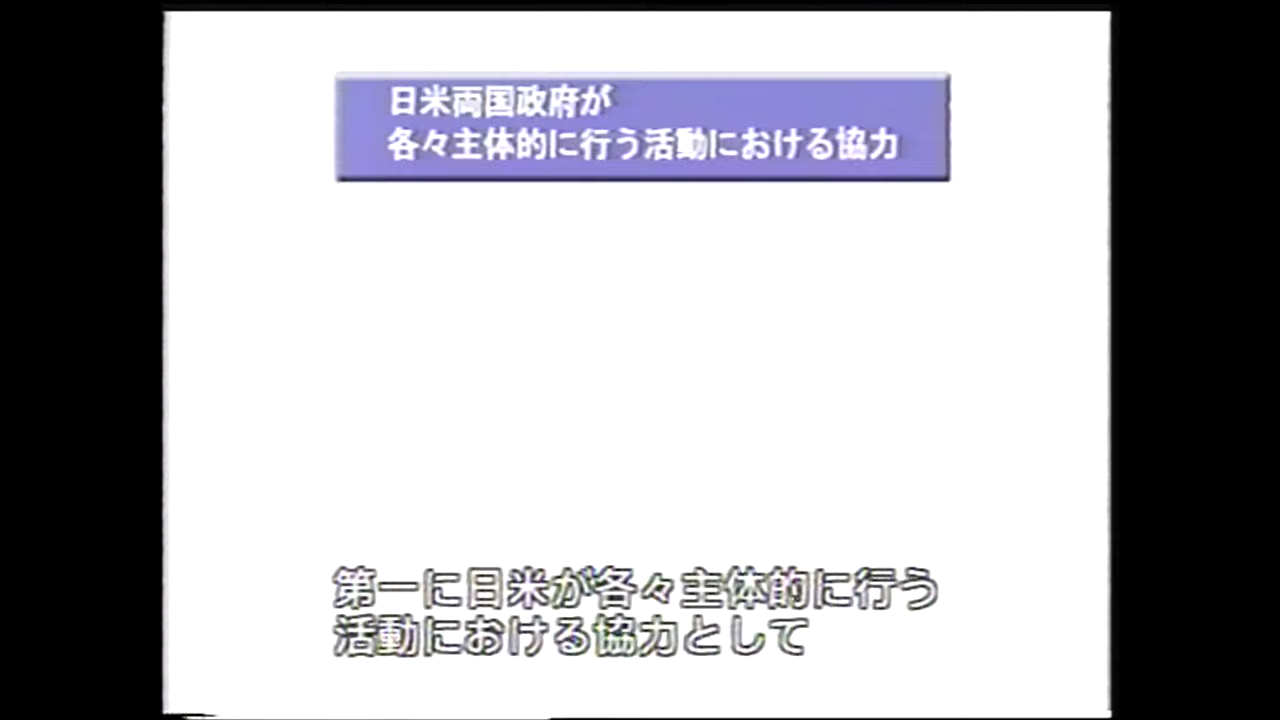 日米両国政府が
各々主体的に行う活動における協力
第一に日米が各々主体的に行う
活動における協力として